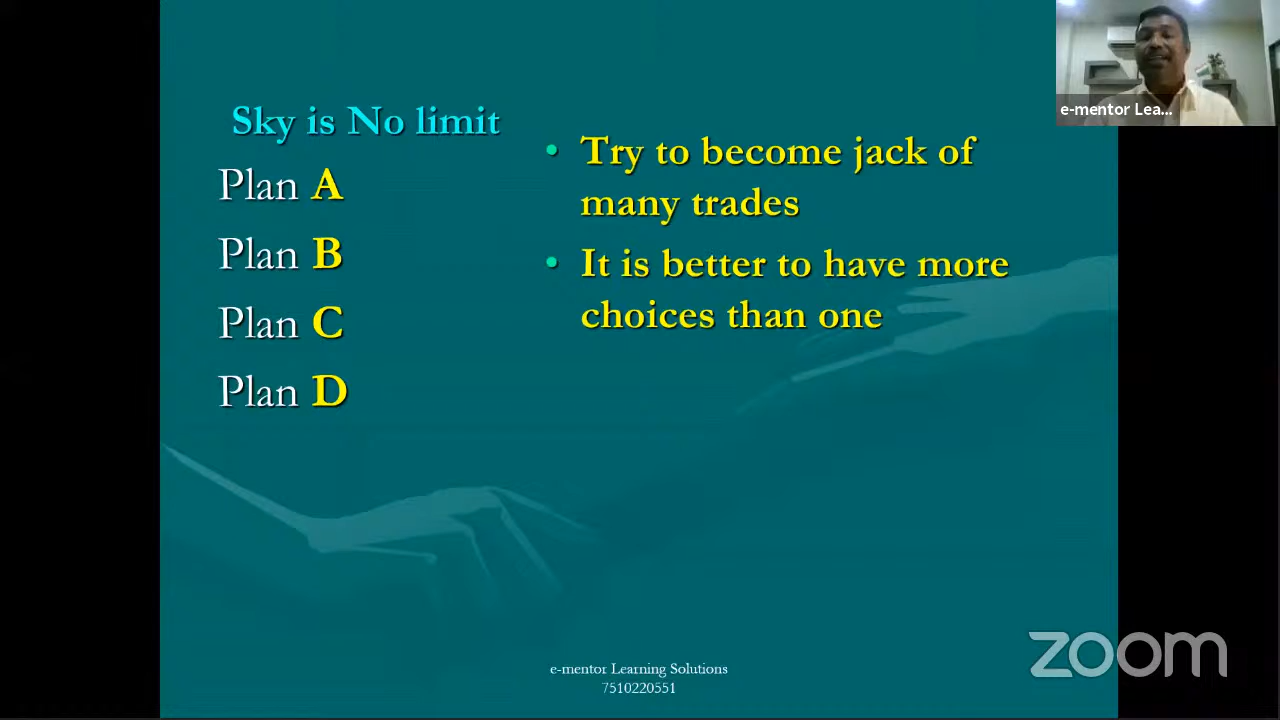 Sky is No limit
Plan A
Plan B
Plan C
Plan D
• Try to become jack of
many trades
• It is better to have more
choices than one
e-mentor Lea...
e-mentor Learning Solutions
7510220551
zoom